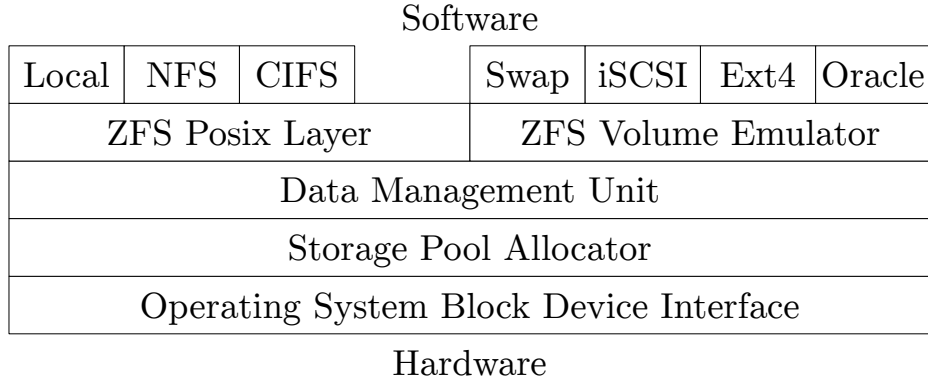 Software
Local NFS CIFS Swap iSCSI Ext4 Oracle
ZFS Posix Layer ZFS Volume Emulator
Data Management Unit
Storage Pool Allocator
Operating System Block Device Interface
Hardware